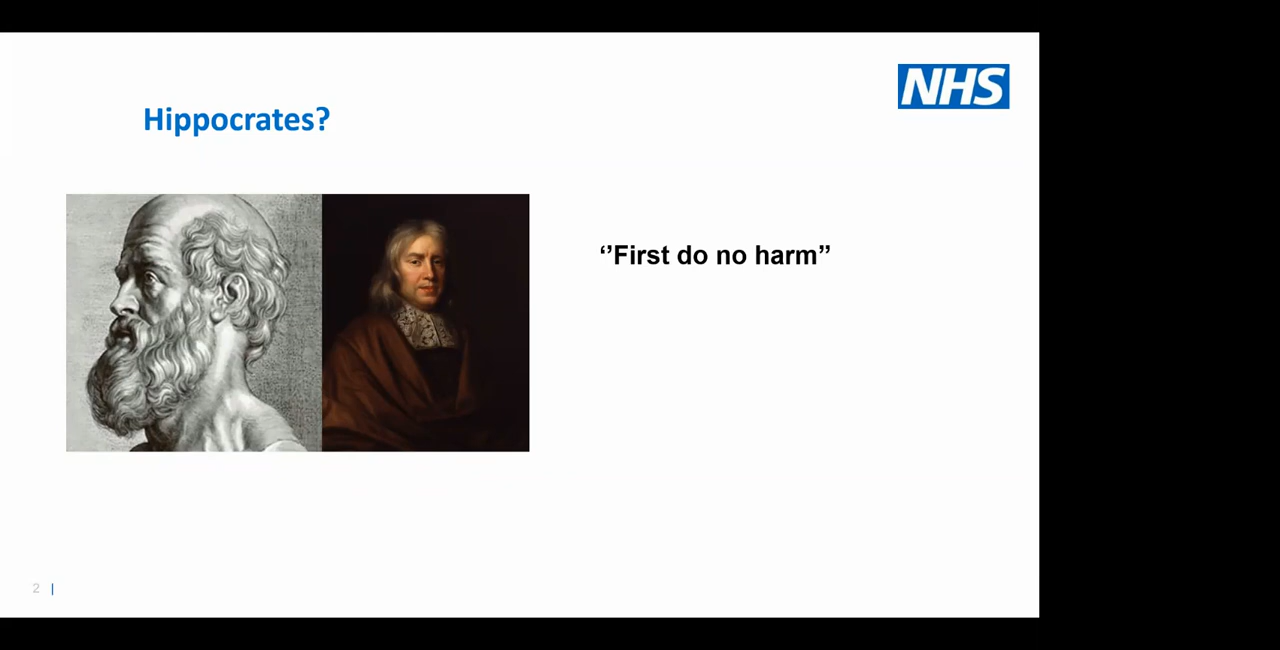 NHS
Hippocrates?
‘’First do no harm’’
2 |